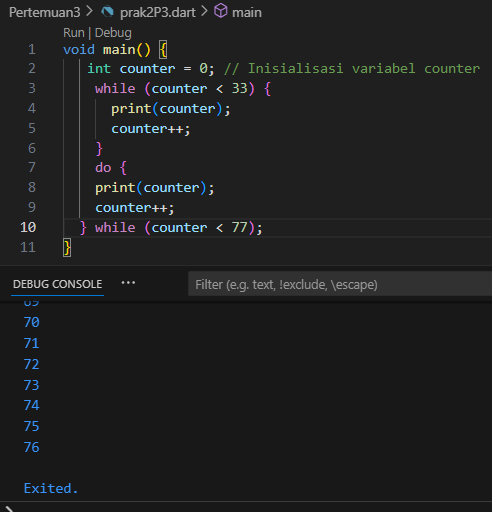 Pertemuan3 > prak2P3.dart > main
Run | Debug
1 void main() {
2 int counter = 0; // Inisialisasi variabel counter
3 while (counter < 33) {
4 print(counter);
5 counter++;
6 }
7 do {
8 print(counter);
9 counter++;
10 } while (counter < 77);
11 }
DEBUG CONSOLE ... Filter (e.g. text, !exclude, \escape)
69
70
71
72
73
74
75
76
Exited.
>